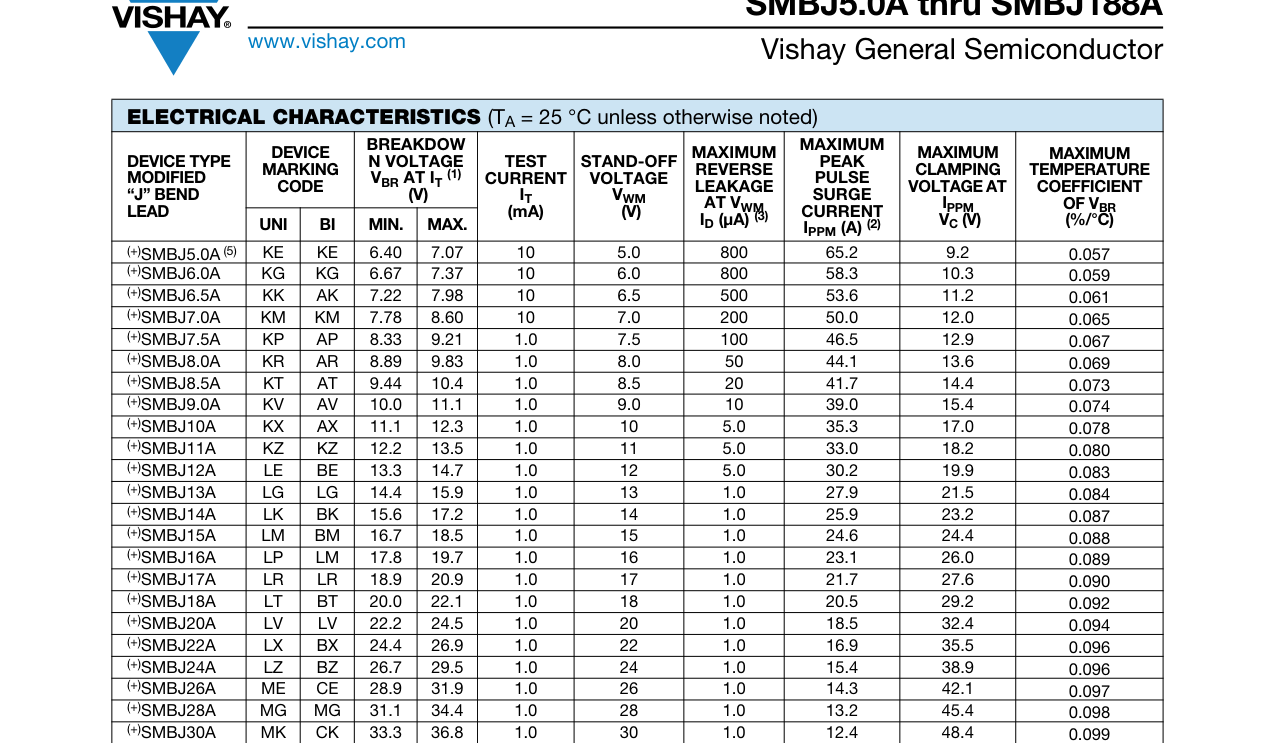 SMBJ5.0A thru SMBJ188A
VISHAY®
www.vishay.com
Vishay General Semiconductor
ELECTRICAL CHARACTERISTICS (TA = 25 °C unless otherwise noted)
DEVICE TYPE MODIFIED “J” BEND LEAD | DEVICE MARKING CODE | BREAKDOW N VOLTAGE VBR AT IT (1) (V) | TEST CURRENT IT (mA) | STAND-OFF VOLTAGE VWM (V) | MAXIMUM REVERSE LEAKAGE AT VWM ID (μA) (3) | MAXIMUM PEAK PULSE SURGE CURRENT IPPM (A) (2) | MAXIMUM CLAMPING VOLTAGE AT IPPM VC (V) | MAXIMUM TEMPERATURE COEFFICIENT OF VBR (%/°C)
UNI | BI | MIN. | MAX.
(+)SMBJ5.0A (5) KE KE 6.40 7.07 10 5.0 800 65.2 9.2 0.057
(+)SMBJ6.0A KG KG 6.67 7.37 10 6.0 800 58.3 10.3 0.059
(+)SMBJ6.5A KK AK 7.22 7.98 10 6.5 500 53.6 11.2 0.061
(+)SMBJ7.0A KM KM 7.78 8.60 10 7.0 200 50.0 12.0 0.065
(+)SMBJ7.5A KP AP 8.33 9.21 1.0 7.5 100 46.5 12.9 0.067
(+)SMBJ8.0A KR AR 8.89 9.83 1.0 8.0 50 44.1 13.6 0.069
(+)SMBJ8.5A KT AT 9.44 10.4 1.0 8.5 20 41.7 14.4 0.073
(+)SMBJ9.0A KV AV 10.0 11.1 1.0 9.0 10 39.0 15.4 0.074
(+)SMBJ10A KX AX 11.1 12.3 1.0 10 5.0 35.3 17.0 0.078
(+)SMBJ11A KZ KZ 12.2 13.5 1.0 11 5.0 33.0 18.2 0.080
(+)SMBJ12A LE BE 13.3 14.7 1.0 12 5.0 30.2 19.9 0.083
(+)SMBJ13A LG LG 14.4 15.9 1.0 13 1.0 27.9 21.5 0.084
(+)SMBJ14A LK BK 15.6 17.2 1.0 14 1.0 25.9 23.2 0.087
(+)SMBJ15A LM BM 16.7 18.5 1.0 15 1.0 24.6 24.4 0.088
(+)SMBJ16A LP LM 17.8 19.7 1.0 16 1.0 23.1 26.0 0.089
(+)SMBJ17A LR LR 18.9 20.9 1.0 17 1.0 21.7 27.6 0.090
(+)SMBJ18A LT BT 20.0 22.1 1.0 18 1.0 20.5 29.2 0.092
(+)SMBJ20A LV LV 22.2 24.5 1.0 20 1.0 18.5 32.4 0.094
(+)SMBJ22A LX BX 24.4 26.9 1.0 22 1.0 16.9 35.5 0.096
(+)SMBJ24A LZ BZ 26.7 29.5 1.0 24 1.0 15.4 38.9 0.096
(+)SMBJ26A ME CE 28.9 31.9 1.0 26 1.0 14.3 42.1 0.097
(+)SMBJ28A MG MG 31.1 34.4 1.0 28 1.0 13.2 45.4 0.098
(+)SMBJ30A MK CK 33.3 36.8 1.0 30 1.0 12.4 48.4 0.099